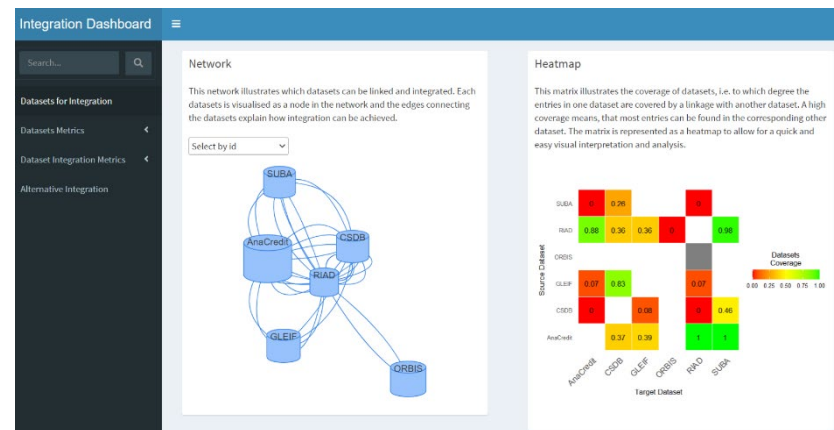 Integration Dashboard
Search...
Datasets for Integration
Datasets Metrics
Dataset Integration Metrics
Alternative Integration
Network
This network illustrates which datasets can be linked and integrated. Each
datasets is visualised as a node in the network and the edges connecting
the datasets explain how integration can be achieved.
Select by id
SUBA
AnaCredit
CSDB
RIAD
GLEIF
ORBIS
Heatmap
This matrix illustrates the coverage of datasets, i.e. to which degree the
entries in one dataset are covered by a linkage with another dataset. A high
coverage means, that most entries can be found in the corresponding other
dataset. The matrix is represented as a heatmap to allow for a quick and
easy visual interpretation and analysis.
Source Dataset
SUBA 0 0.26 0
RIAD 0.88 0.36 0.36 0 0.98
ORBIS
GLEIF 0.07 0.83 0.07
CSDB 0 0.08 0 0.46
AnaCredit 0.37 0.39 1 1
AnaCredit CSDB GLEIF ORBIS RIAD SUBA
Target Dataset
Datasets
Coverage
0.00 0.25 0.50 0.75 1.00